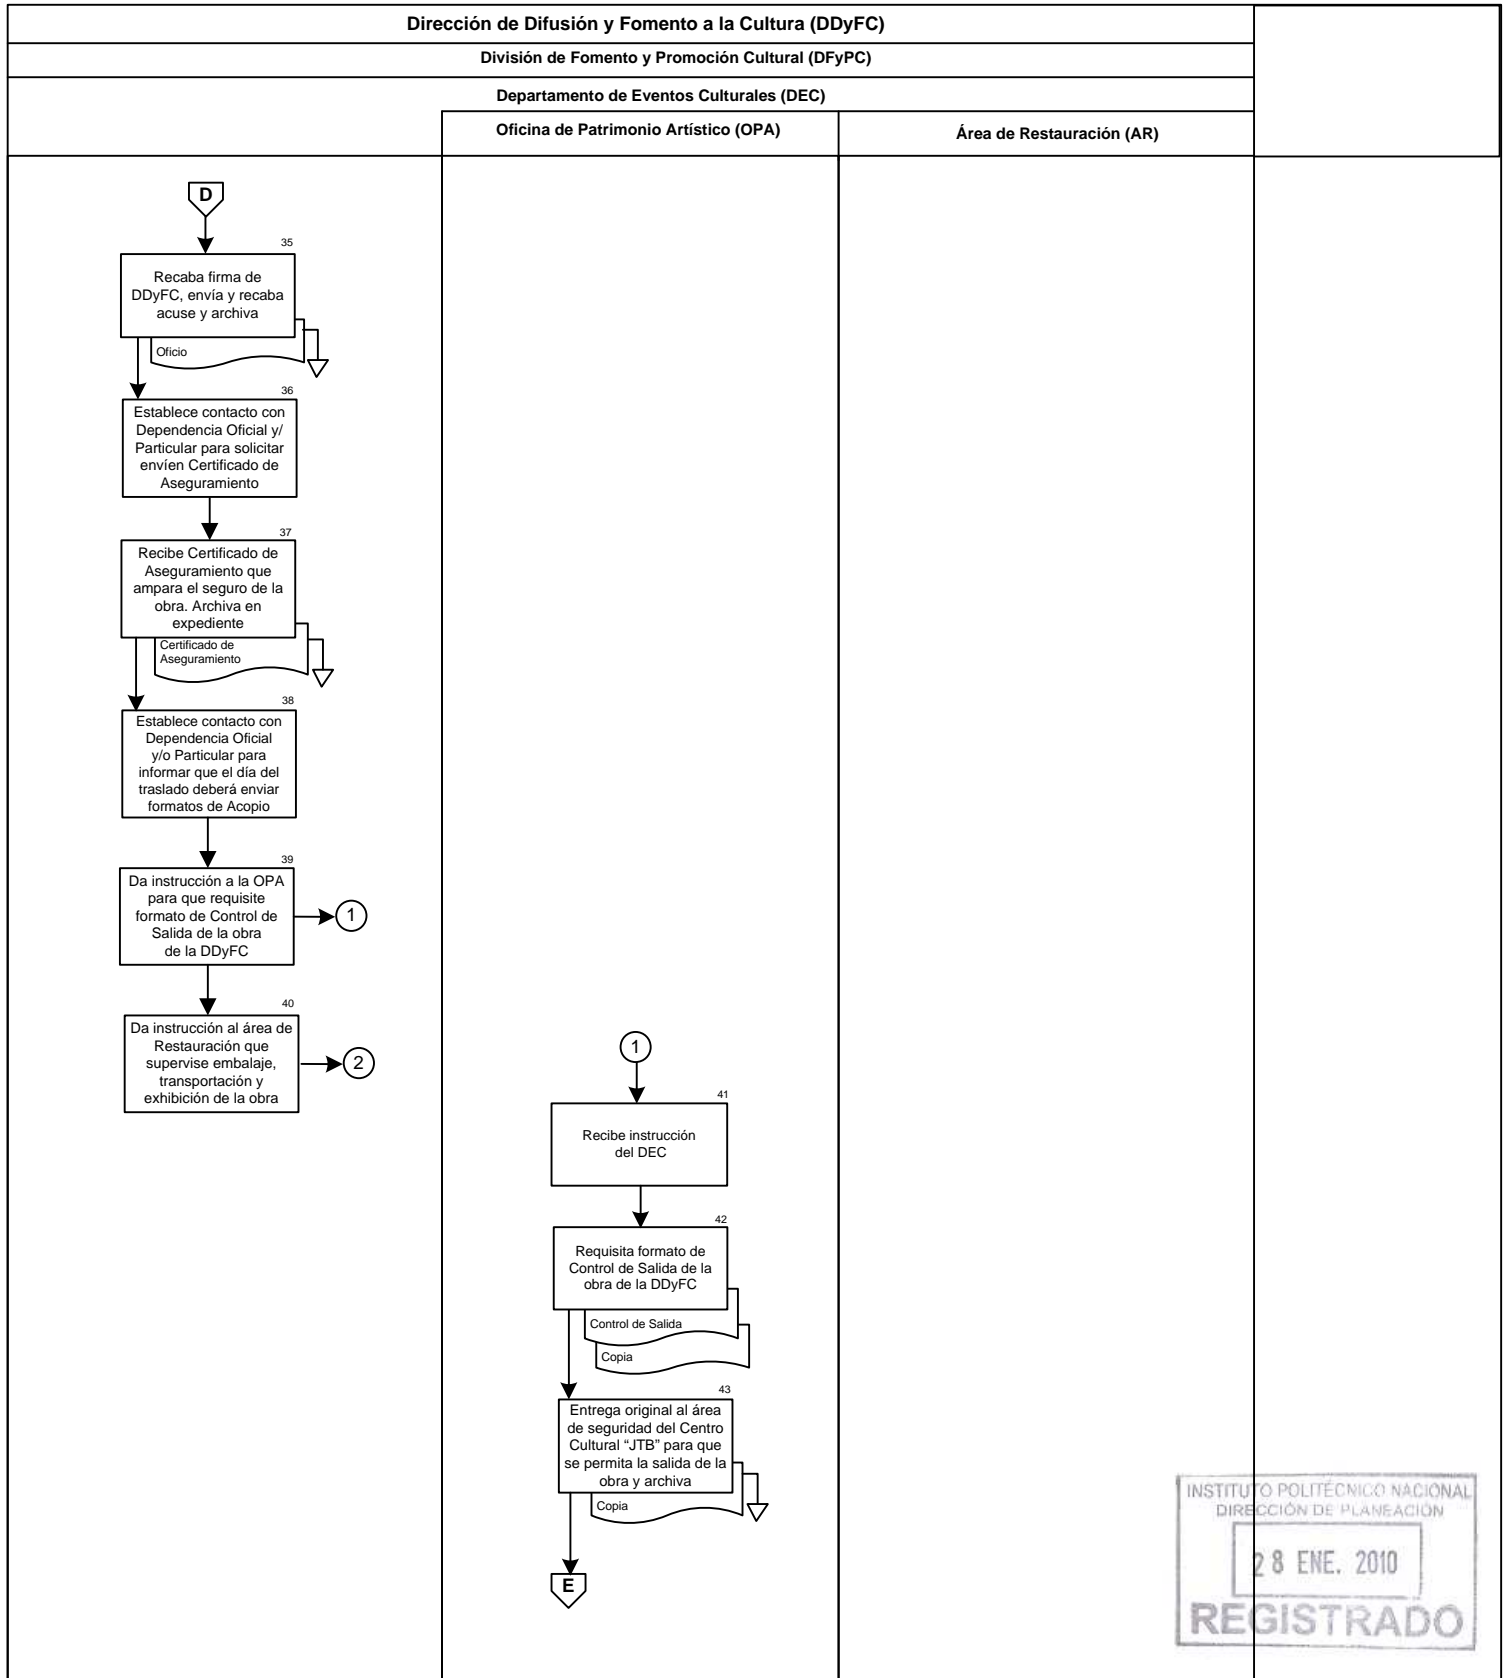 Dirección de Difusión y Fomento a la Cultura (DDyFC)
División de Fomento y Promoción Cultural (DFyPC)
Departamento de Eventos Culturales (DEC)
Oficina de Patrimonio Artístico (OPA)
Área de Restauración (AR)
D
35
Recaba firma de
DDyFC, envía y recaba
acuse y archiva
Oficio
36
Establece contacto con
Dependencia Oficial y/
Particular para solicitar
envíen Certificado de
Aseguramiento
37
Recibe Certificado de
Aseguramiento que
ampara el seguro de la
obra. Archiva en
expediente
Certificado de
Aseguramiento
38
Establece contacto con
Dependencia Oficial
y/o Particular para
informar que el día del
traslado deberá enviar
formatos de Acopio
39
Da instrucción a la OPA
para que requisite
formato de Control de
Salida de la obra
de la DDyFC
1
40
Da instrucción al área de
Restauración que
supervise embalaje,
transportación y
exhibición de la obra
2
1
41
Recibe instrucción
del DEC
42
Requisita formato de
Control de Salida de la
obra de la DDyFC
Control de Salida
Copia
43
Entrega original al área
de seguridad del Centro
Cultural “JTB” para que
se permita la salida de la
obra y archiva
Copia
E
INSTITUTO POLITÉCNICO NACIONAL
DIRECCIÓN DE PLANEACIÓN
28 ENE. 2010
REGISTRADO